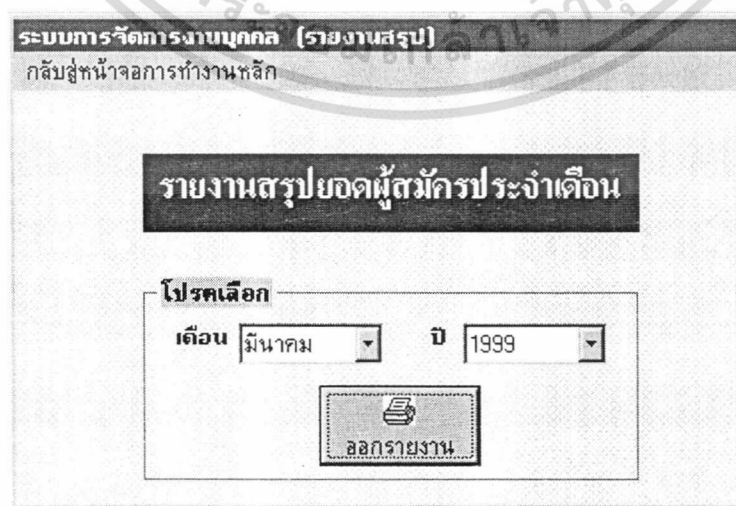 ระบบการจัดการงานบุคคล (รายงานสรุป)
กลับสู่หน้าจอการทำงานหลัก
รายงานสรุปยอดผู้สมัครประจำเดือน
โปรดเลือก
เดือน มีนาคม ปี 1999
ออกรายงาน